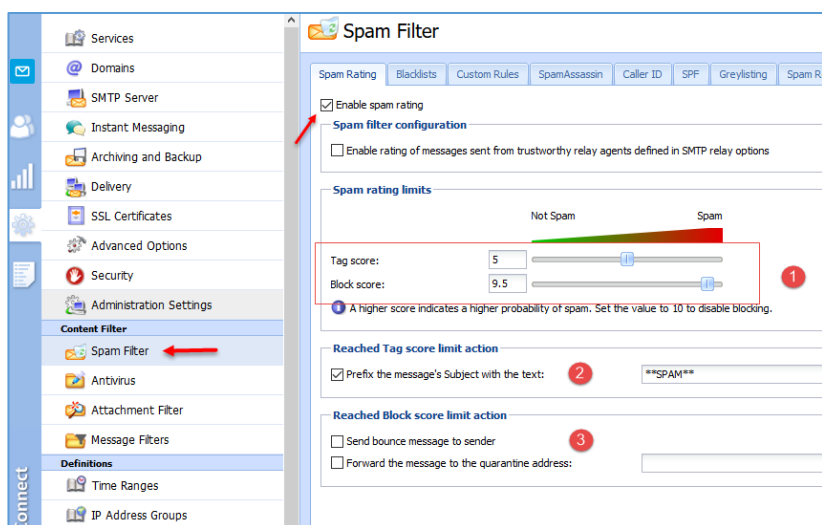 Services
Domains
SMTP Server
Instant Messaging
Archiving and Backup
Delivery
SSL Certificates
Advanced Options
Security
Administration Settings
Content Filter
Spam Filter
Antivirus
Attachment Filter
Message Filters
Definitions
Time Ranges
IP Address Groups
connect
Spam Filter
Spam Rating Blacklists Custom Rules SpamAssassin Caller ID SPF Greylisting Spam R
Enable spam rating
Spam filter configuration
Enable rating of messages sent from trustworthy relay agents defined in SMTP relay options
Spam rating limits
Not Spam Spam
Tag score: 5
Block score: 9.5
1
A higher score indicates a higher probability of spam. Set the value to 10 to disable blocking.
Reached Tag score limit action
Prefix the message's Subject with the text: 2 **SPAM**
Reached Block score limit action
Send bounce message to sender 3
Forward the message to the quarantine address: